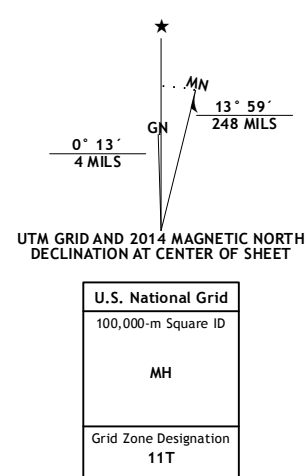 ★
MN
GN
13° 59´
248 MILS
0° 13´
4 MILS
UTM GRID AND 2014 MAGNETIC NORTH
DECLINATION AT CENTER OF SHEET
U.S. National Grid
100,000-m Square ID
MH
Grid Zone Designation
11T